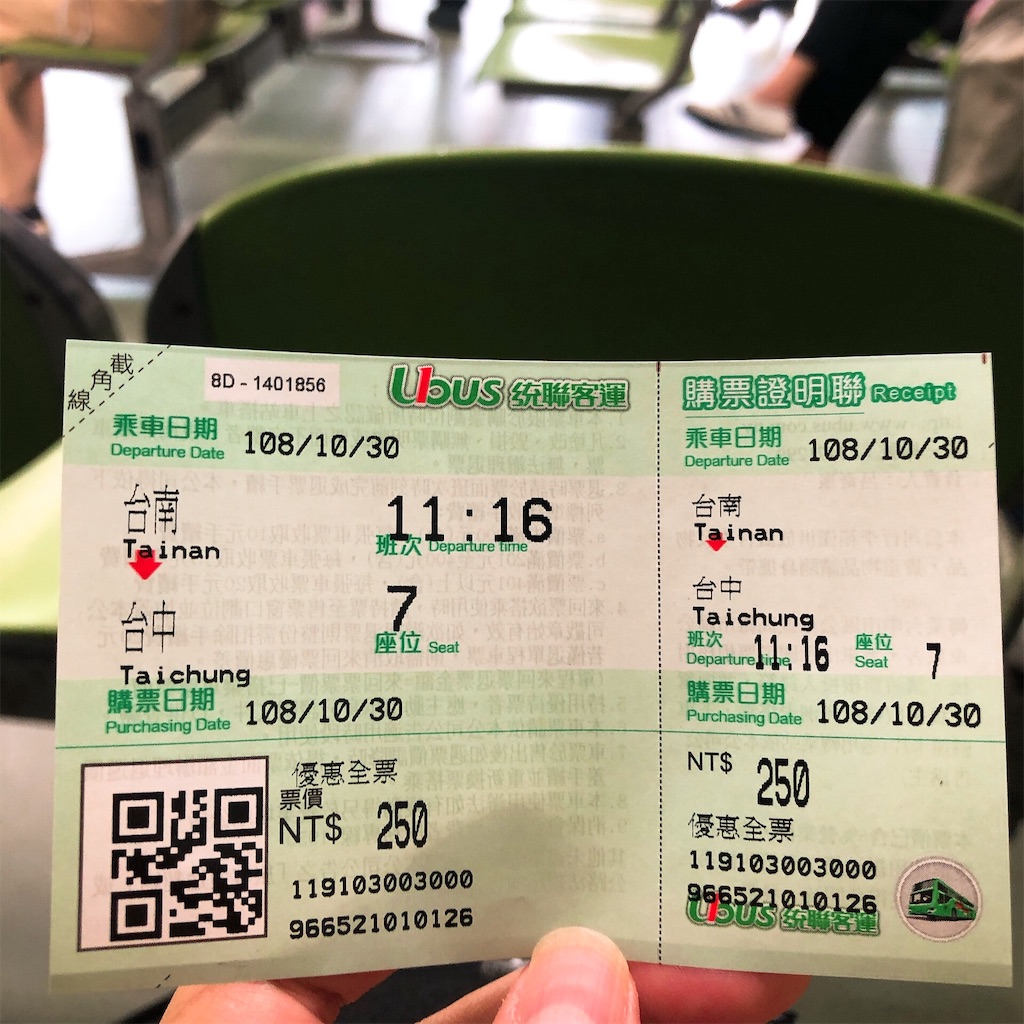 截角線
8D - 1401856
Ubus 統聯客運
乘車日期
Departure Date
108/10/30
台南
Tainan
11:16
班次 Departure time
7
座位 Seat
台中
Taichung
購票日期
Purchasing Date
108/10/30
優惠全票
票價
NT$ 250
119103003000
966521010126
購票證明聯 Receipt
乘車日期
Departure Date
108/10/30
台南
Tainan
台中
Taichung
班次
Departure time
11:16
座位
Seat
7
購票日期
Purchasing Date
108/10/30
NT$ 250
優惠全票
119103003000
966521010126
Ubus 統聯客運